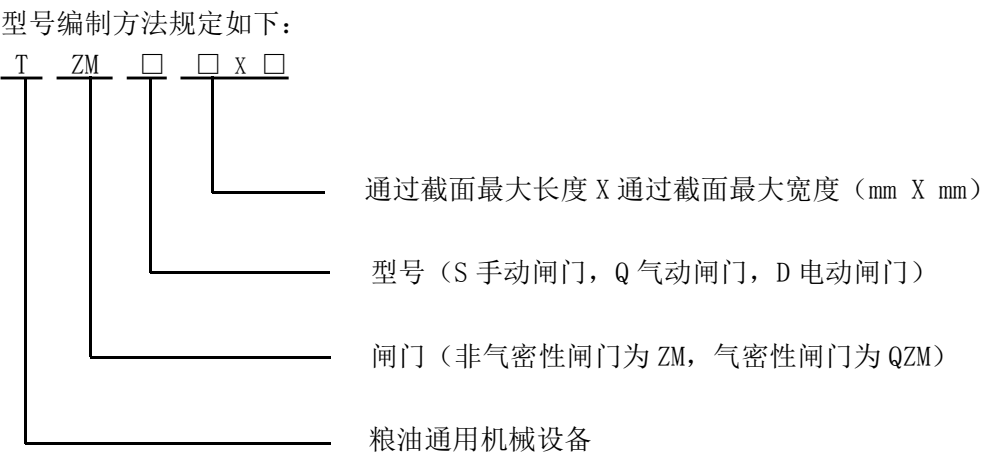 型号编制方法规定如下：
T ZM □ □ X □
通过截面最大长度 X 通过截面最大宽度（mm X mm）
型号（S 手动闸门，Q 气动闸门，D 电动闸门）
闸门（非气密性闸门为 ZM，气密性闸门为 QZM）
粮油通用机械设备